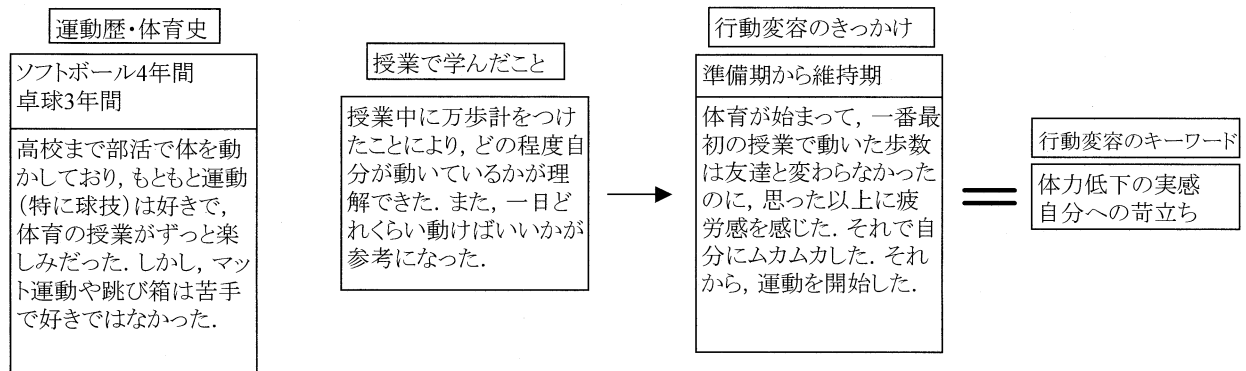 運動歴・体育史
ソフトボール4年間
卓球3年間
高校まで部活で体を動
かしており，もともと運動
（特に球技）は好きで，
体育の授業がずっと楽
しみだった．しかし，マッ
ト運動や跳び箱は苦手
で好きではなかった．
授業で学んだこと
授業中に万歩計をつけ
たことにより，どの程度自
分が動いているかが理
解できた．また，一日ど
れくらい動けばいいかが
参考になった．
行動変容のきっかけ
準備期から維持期
体育が始まって，一番最
初の授業で動いた歩数
は友達と変わらなかった
のに，思った以上に疲
労感を感じた．それで自
分にムカムカした．それ
から，運動を開始した．
行動変容のキーワード
体力低下の実感
自分への苛立ち